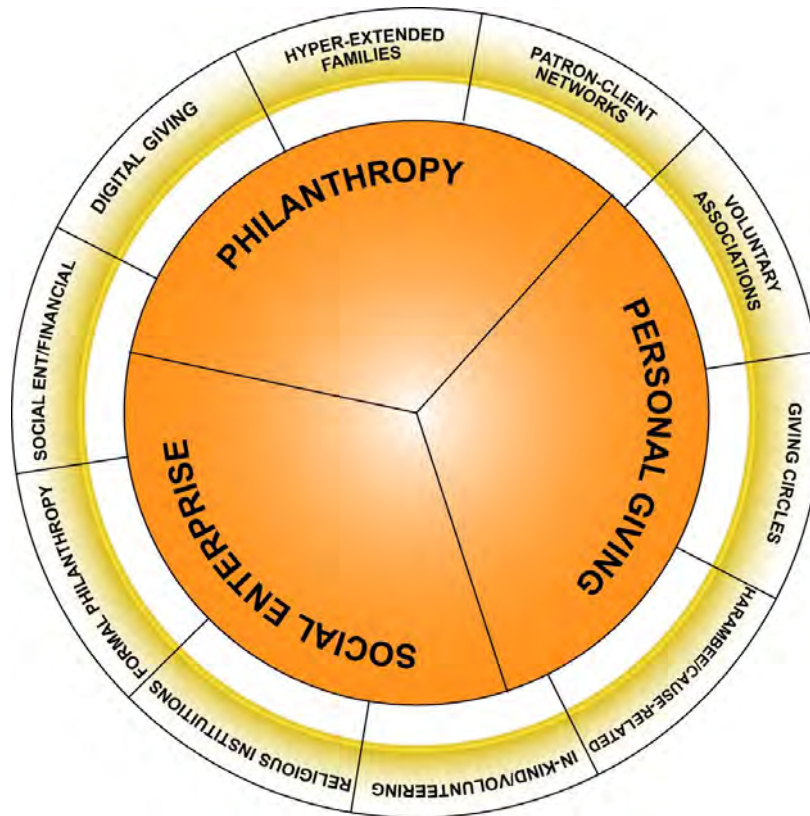 HYPER-EXTENDED
FAMILIES
PATRON-CLIENT
NETWORKS
VOLUNTARY
ASSOCIATIONS
GIVING CIRCLES
HARAMBEE/CAUSE-RELATED
IN-KIND/VOLUNTEERING
RELIGIOUS INSTITUITIONS
FORMAL PHILANTHROPY
SOCIAL ENT/FINANCIAL
DIGITAL GIVING
PHILANTHROPY
PERSONAL GIVING
SOCIAL ENTERPRISE